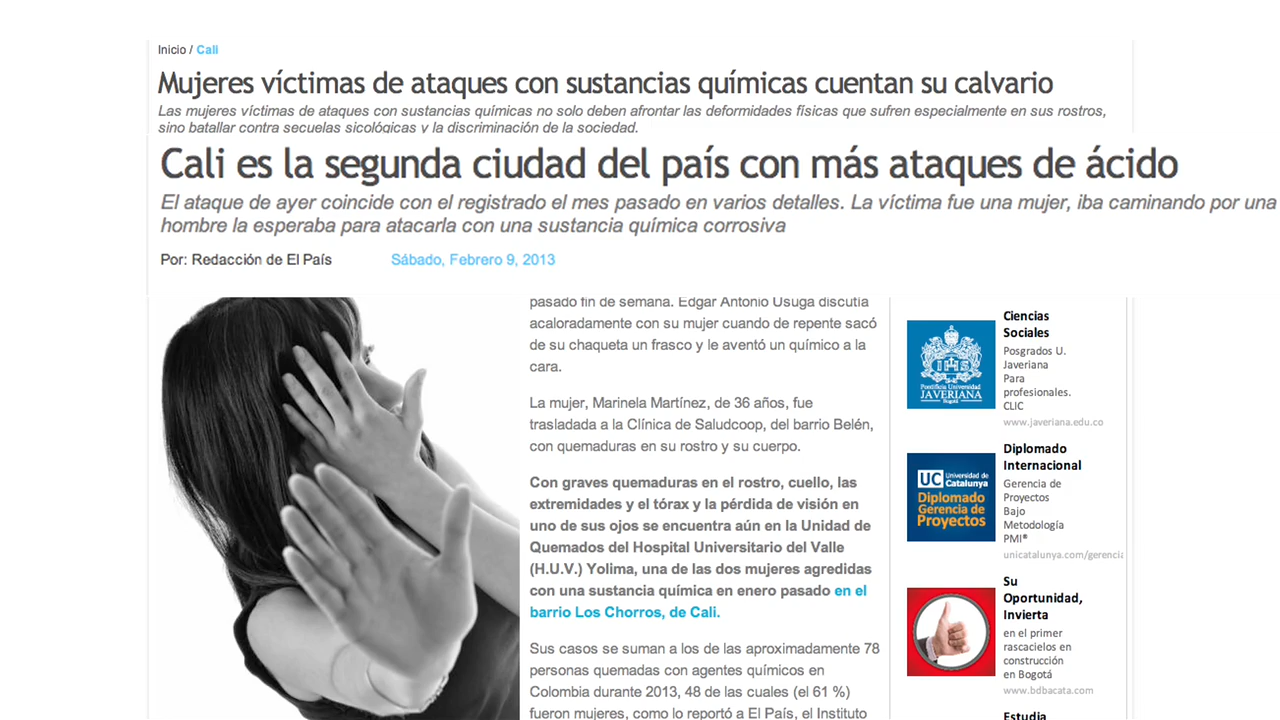 Inicio / Cali
Mujeres víctimas de ataques con sustancias químicas cuentan su calvario
Las mujeres víctimas de ataques con sustancias químicas no solo deben afrontar las deformidades físicas que sufren especialmente en sus rostros,
sino batallar contra secuelas sicológicas y la discriminación de la sociedad.
Cali es la segunda ciudad del país con más ataques de ácido
El ataque de ayer coincide con el registrado el mes pasado en varios detalles. La víctima fue una mujer, iba caminando por una
hombre la esperaba para atacarla con una sustancia química corrosiva
Por: Redacción de El País Sábado, Febrero 9, 2013
pasado fin de semana. Edgar Antonio Úsuga discutía
acaloradamente con su mujer cuando de repente sacó
de su chaqueta un frasco y le aventó un químico a la
cara.
La mujer, Marinela Martínez, de 36 años, fue
trasladada a la Clínica de Saludcoop, del barrio Belén,
con quemaduras en su rostro y su cuerpo.
Con graves quemaduras en el rostro, cuello, las
extremidades y el tórax y la pérdida de visión en
uno de sus ojos se encuentra aún en la Unidad de
Quemados del Hospital Universitario del Valle
(H.U.V.) Yolima, una de las dos mujeres agredidas
con una sustancia química en enero pasado en el
barrio Los Chorros, de Cali.
Sus casos se suman a los de las aproximadamente 78
personas quemadas con agentes químicos en
Colombia durante 2013, 48 de las cuales (el 61 %)
fueron mujeres, como lo reportó a El País, el Instituto
IHS
Pontificia Universidad
JAVERIANA
Bogotá
Ciencias
Sociales
Posgrados U.
Javeriana
Para
profesionales.
CLIC
www.javeriana.edu.co
UC Universidad de
Catalunya
Diplomado
Gerencia de
Proyectos
Diplomado
Internacional
Gerencia de
Proyectos
Bajo
Metodología
PMI®
unicatalunya.com/gerencia
Su
Oportunidad,
Invierta
en el primer
rascacielos en
construcción
en Bogotá
www.bdbacata.com
Estudia